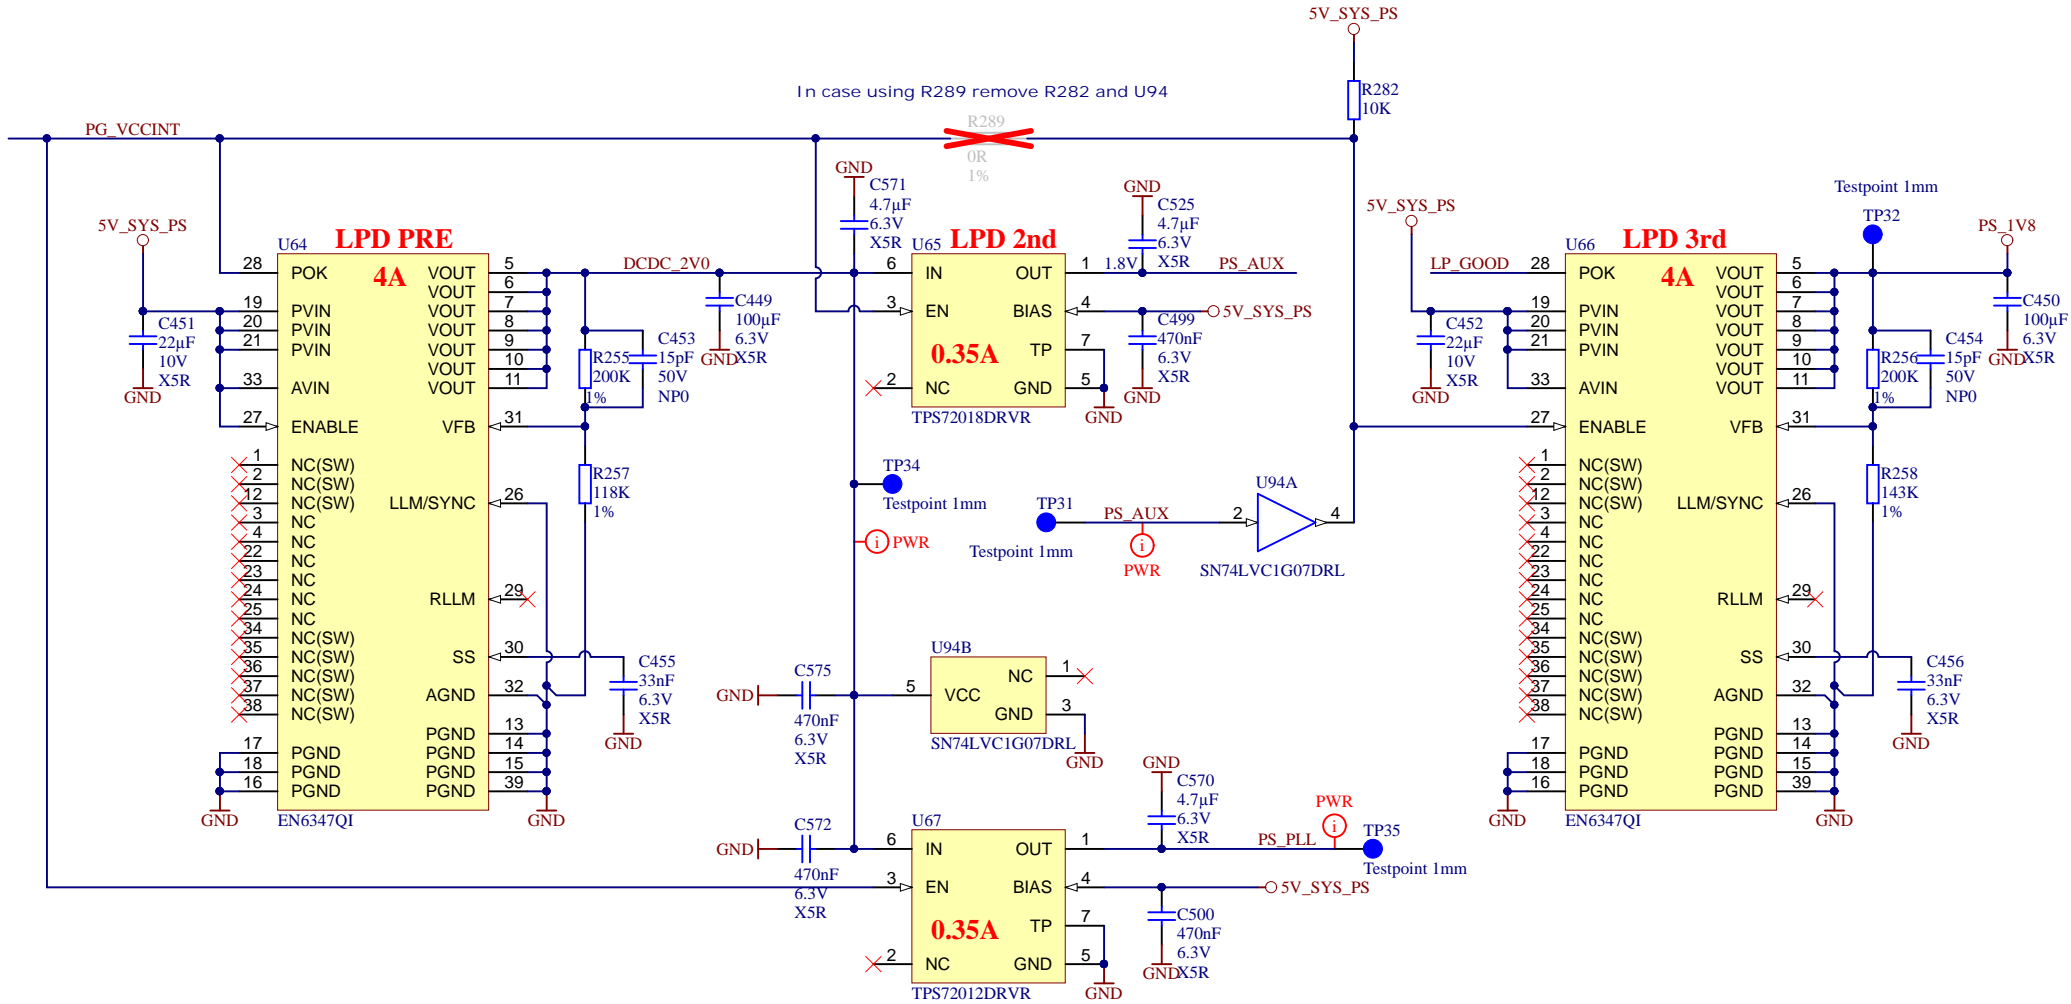 5V_SYS_PS
In case using R289 remove R282 and U94
R282
10K
PG_VCCINT
R289
0R
1%
5V_SYS_PS
C451
22µF
10V
X5R
GND
U64
LPD PRE
4A
28 POK
19 PVIN
20 PVIN
21 PVIN
33 AVIN
27 ENABLE
1 NC(SW)
2 NC(SW)
12 NC(SW)
3 NC
4 NC
22 NC
23 NC
24 NC
25 NC
34 NC(SW)
35 NC(SW)
36 NC(SW)
37 NC(SW)
38 NC(SW)
17 PGND
18 PGND
16 PGND
GND
VOUT 5
VOUT 6
VOUT 7
VOUT 8
VOUT 9
VOUT 10
VOUT 11
VFB 31
LLM/SYNC 26
RLLM 29
SS 30
AGND 32
PGND 13
PGND 14
PGND 15
PGND 39
GND
EN6347QI
DCDC_2V0
R255
200K
1%
C453
15pF
50V
NP0
R257
118K
1%
C455
33nF
6.3V
X5R
GND
C449
100µF
6.3V
X5R
GND
GND
C571
4.7µF
6.3V
X5R
U65
LPD 2nd
6 IN
3 EN
2 NC
OUT 1
BIAS 4
TP 7
GND 5
0.35A
TPS72018DRVR
GND
GND
C525
4.7µF
6.3V
X5R
1.8V
PS_AUX
5V_SYS_PS
C499
470nF
6.3V
X5R
GND
TP34
Testpoint 1mm
PWR
TP31
Testpoint 1mm
PS_AUX
PWR
U94A
2
4
SN74LVC1G07DRL
U94B
5 VCC
NC 1
GND 3
SN74LVC1G07DRL
GND
GND
C575
470nF
6.3V
X5R
GND
C572
470nF
6.3V
X5R
U67
6 IN
3 EN
2 NC
OUT 1
BIAS 4
TP 7
GND 5
0.35A
TPS72012DRVR
GND
GND
C570
4.7µF
6.3V
X5R
PS_PLL
PWR
TP35
Testpoint 1mm
5V_SYS_PS
C500
470nF
6.3V
X5R
GND
5V_SYS_PS
LP_GOOD
C452
22µF
10V
X5R
GND
U66
LPD 3rd
4A
28 POK
19 PVIN
20 PVIN
21 PVIN
33 AVIN
27 ENABLE
1 NC(SW)
2 NC(SW)
12 NC(SW)
3 NC
4 NC
22 NC
23 NC
24 NC
25 NC
34 NC(SW)
35 NC(SW)
36 NC(SW)
37 NC(SW)
38 NC(SW)
17 PGND
18 PGND
16 PGND
GND
VOUT 5
VOUT 6
VOUT 7
VOUT 8
VOUT 9
VOUT 10
VOUT 11
VFB 31
LLM/SYNC 26
RLLM 29
SS 30
AGND 32
PGND 13
PGND 14
PGND 15
PGND 39
GND
EN6347QI
Testpoint 1mm
TP32
PS_1V8
R256
200K
1%
C454
15pF
50V
NP0
C450
100µF
6.3V
X5R
GND
R258
143K
1%
C456
33nF
6.3V
X5R
GND